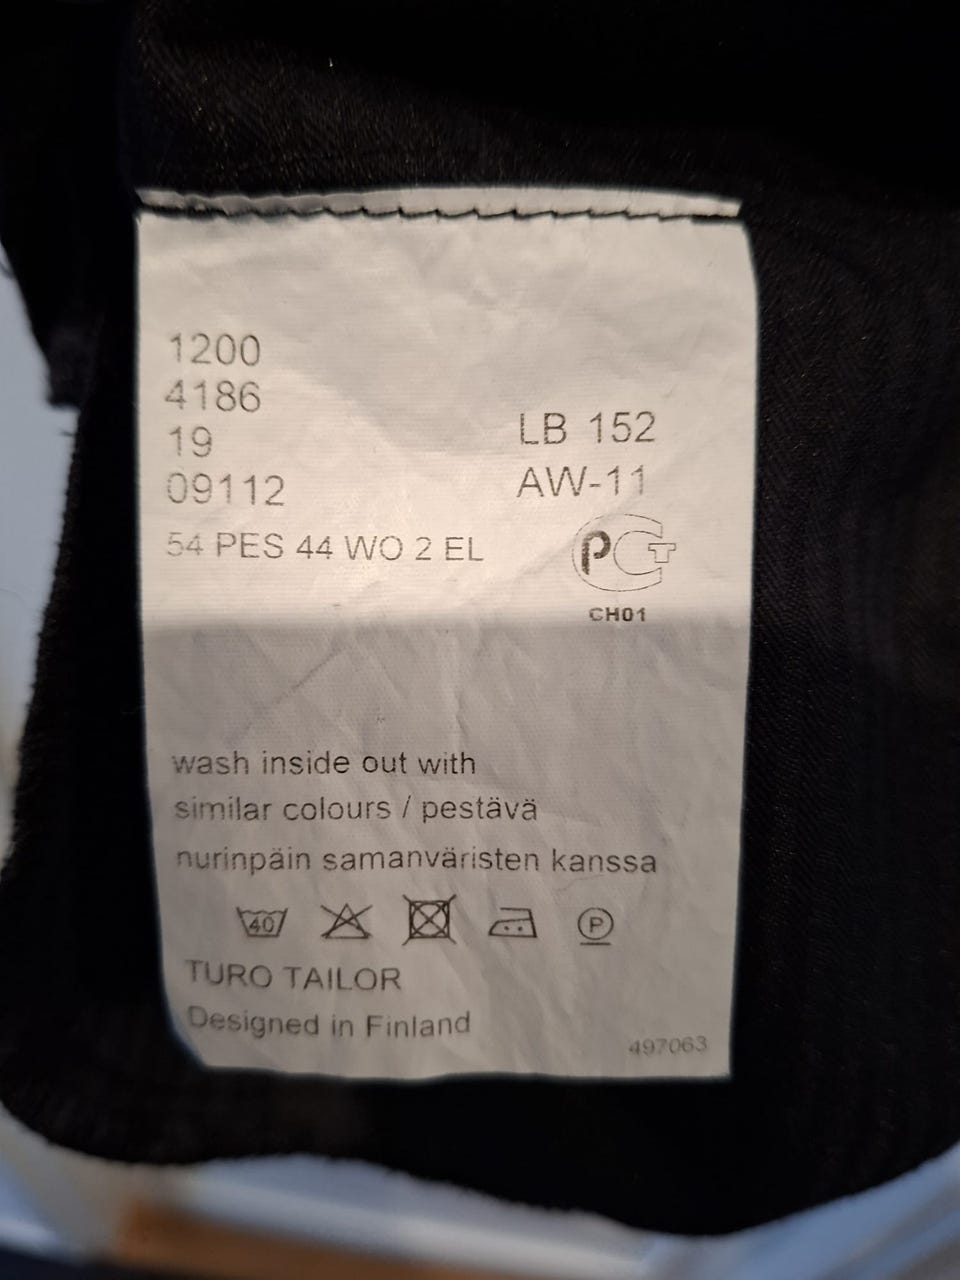 1200
4186
19
09112
LB 152
AW-11
54 PES 44 WO 2 EL
PCT
CH01
wash inside out with
similar colours / pestävä
nurinpäin samanväristen kanssa
40
P
TURO TAILOR
Designed in Finland
497063